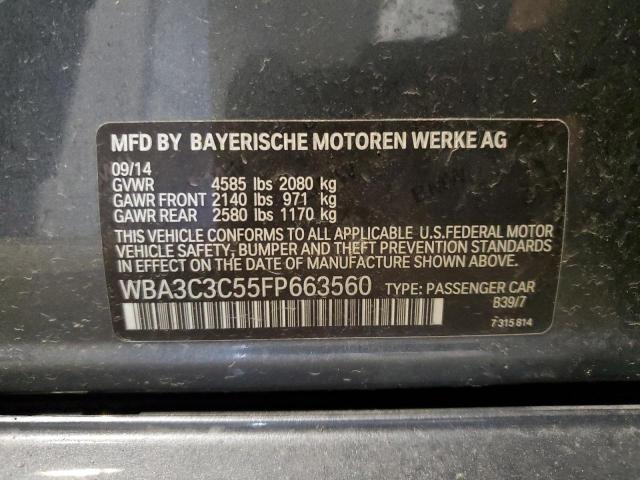 MFD BY BAYERISCHE MOTOREN WERKE AG
09/14
GVWR 4585 lbs 2080 kg
GAWR FRONT 2140 lbs 971 kg
GAWR REAR 2580 lbs 1170 kg
THIS VEHICLE CONFORMS TO ALL APPLICABLE U.S.FEDERAL MOTOR
VEHICLE SAFETY, BUMPER AND THEFT PREVENTION STANDARDS
IN EFFECT ON THE DATE OF MANUFACTURE SHOWN ABOVE.
WBA3C3C55FP663560 TYPE: PASSENGER CAR
B39/7
7 315 814